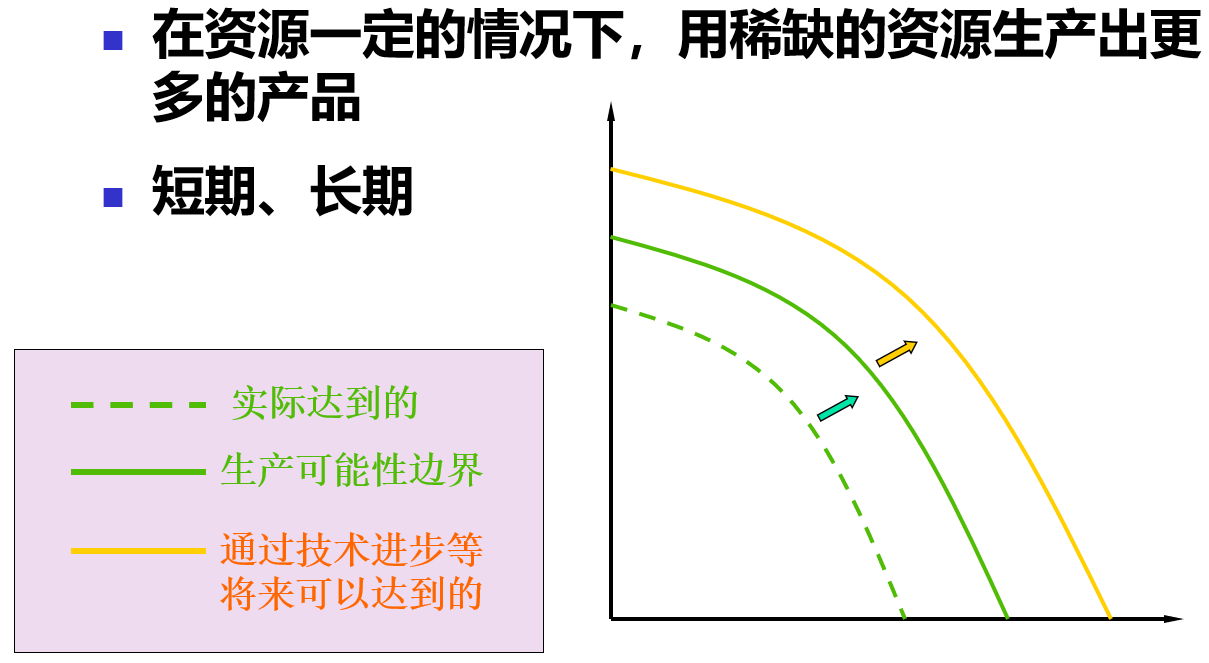 在资源一定的情况下，用稀缺的资源生产出更
多的产品
短期、长期
实际达到的
生产可能性边界
通过技术进步等
将来可以达到的